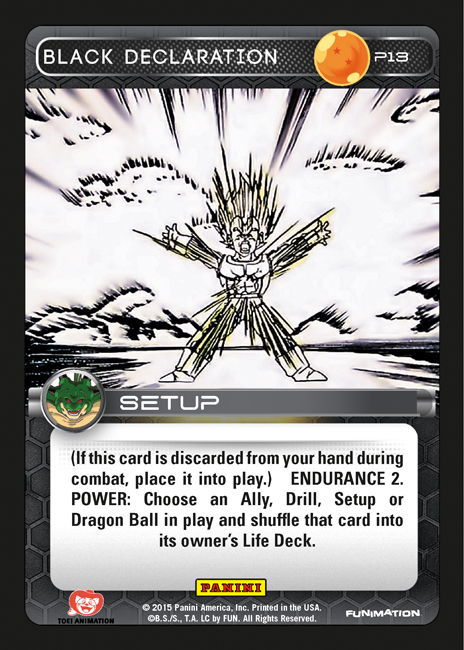 BLACK DECLARATION P13
SETUP
(If this card is discarded from your hand during
combat, place it into play.) ENDURANCE 2.
POWER: Choose an Ally, Drill, Setup or
Dragon Ball in play and shuffle that card into
its owner's Life Deck.
PANINI
© 2015 Panini America, Inc. Printed in the USA.
©B.S./S., T.A. LC by FUN. All Rights Reserved.
TOEI ANIMATION
FUNIMATION